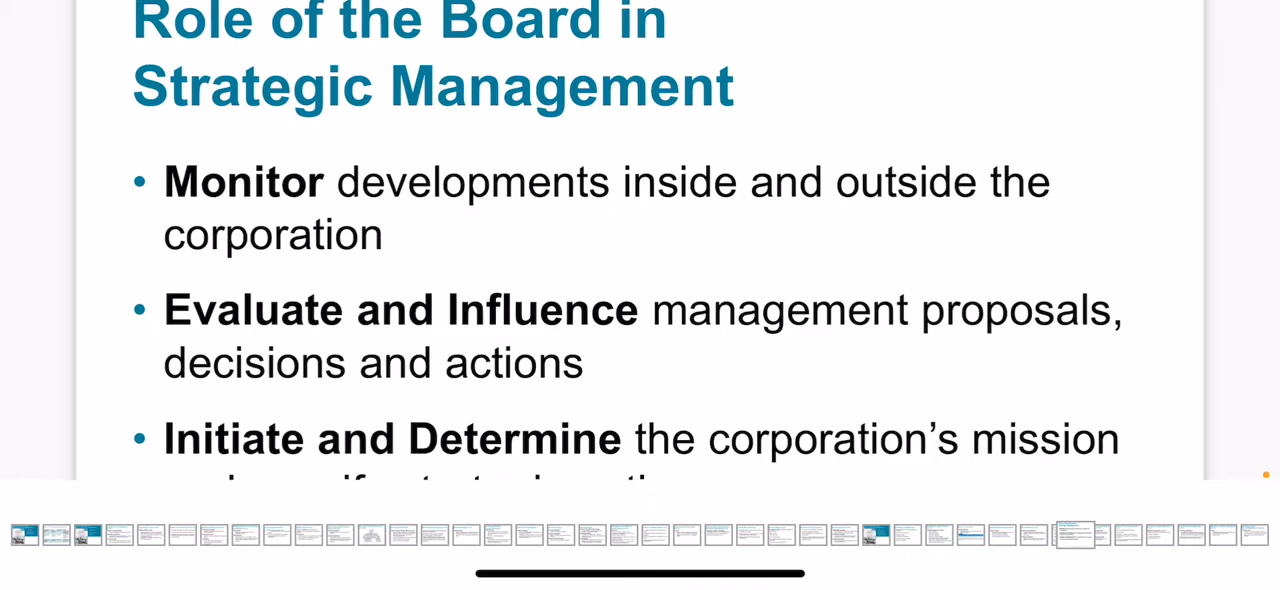 Role of the Board in
Strategic Management
• Monitor developments inside and outside the
corporation
• Evaluate and Influence management proposals,
decisions and actions
• Initiate and Determine the corporation’s mission